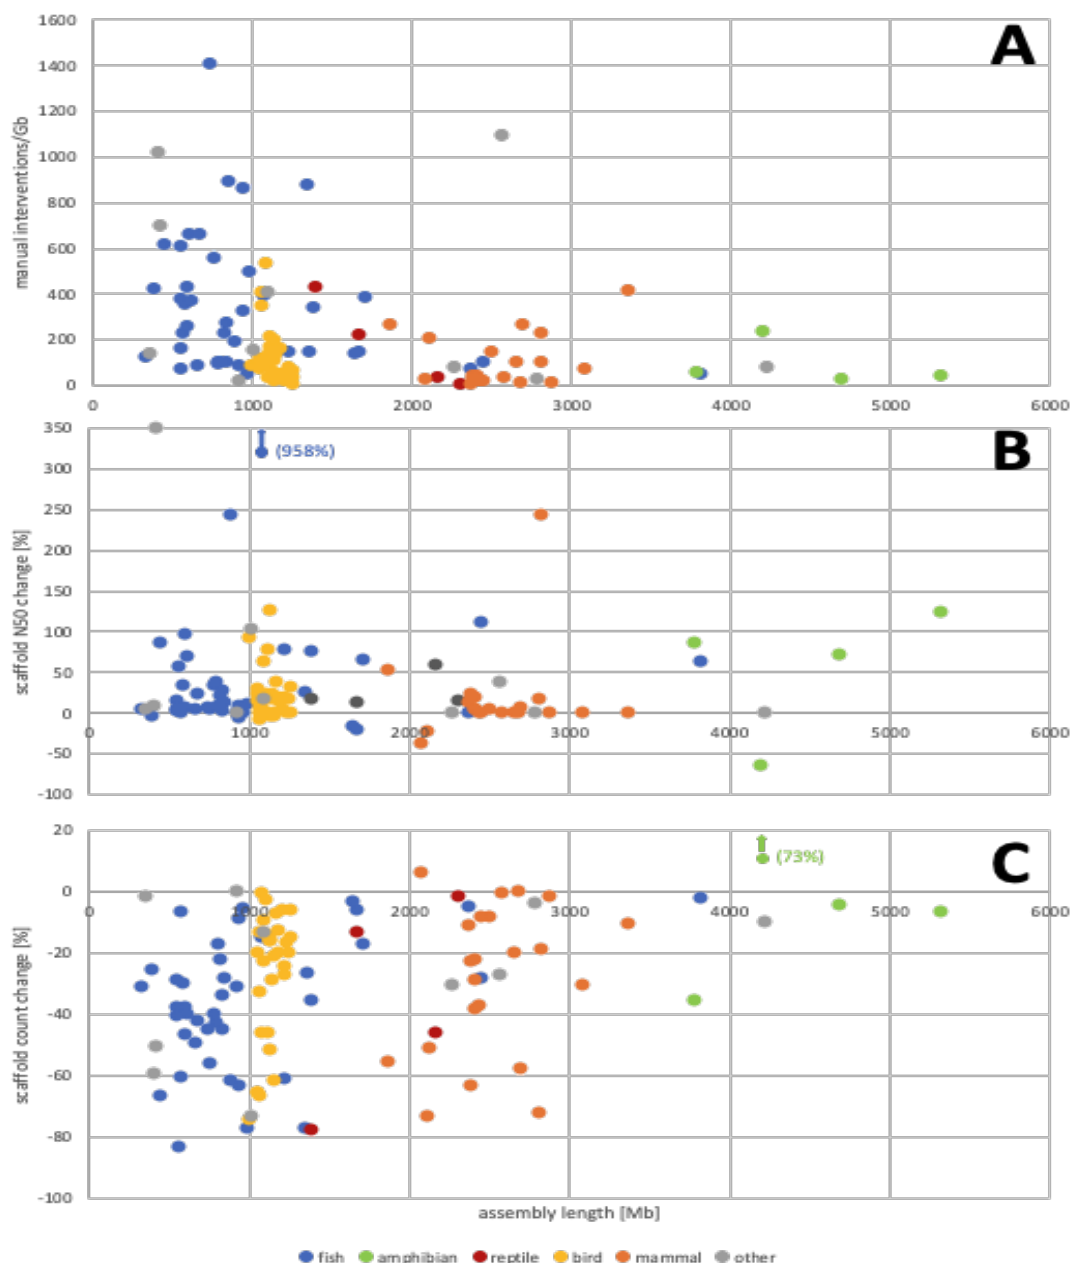 A
manual interventions/Gb
1600
1400
1200
1000
800
600
400
200
0
0 1000 2000 3000 4000 5000 6000
B
scaffold N50 change [%]
(958%)
350
300
250
200
150
100
50
0
-50
-100
0 1000 2000 3000 4000 5000 6000
C
scaffold count change [%]
(73%)
20
0
-20
-40
-60
-80
-100
0 1000 2000 3000 4000 5000 6000
assembly length [Mb]
fish amphibian reptile bird mammal other